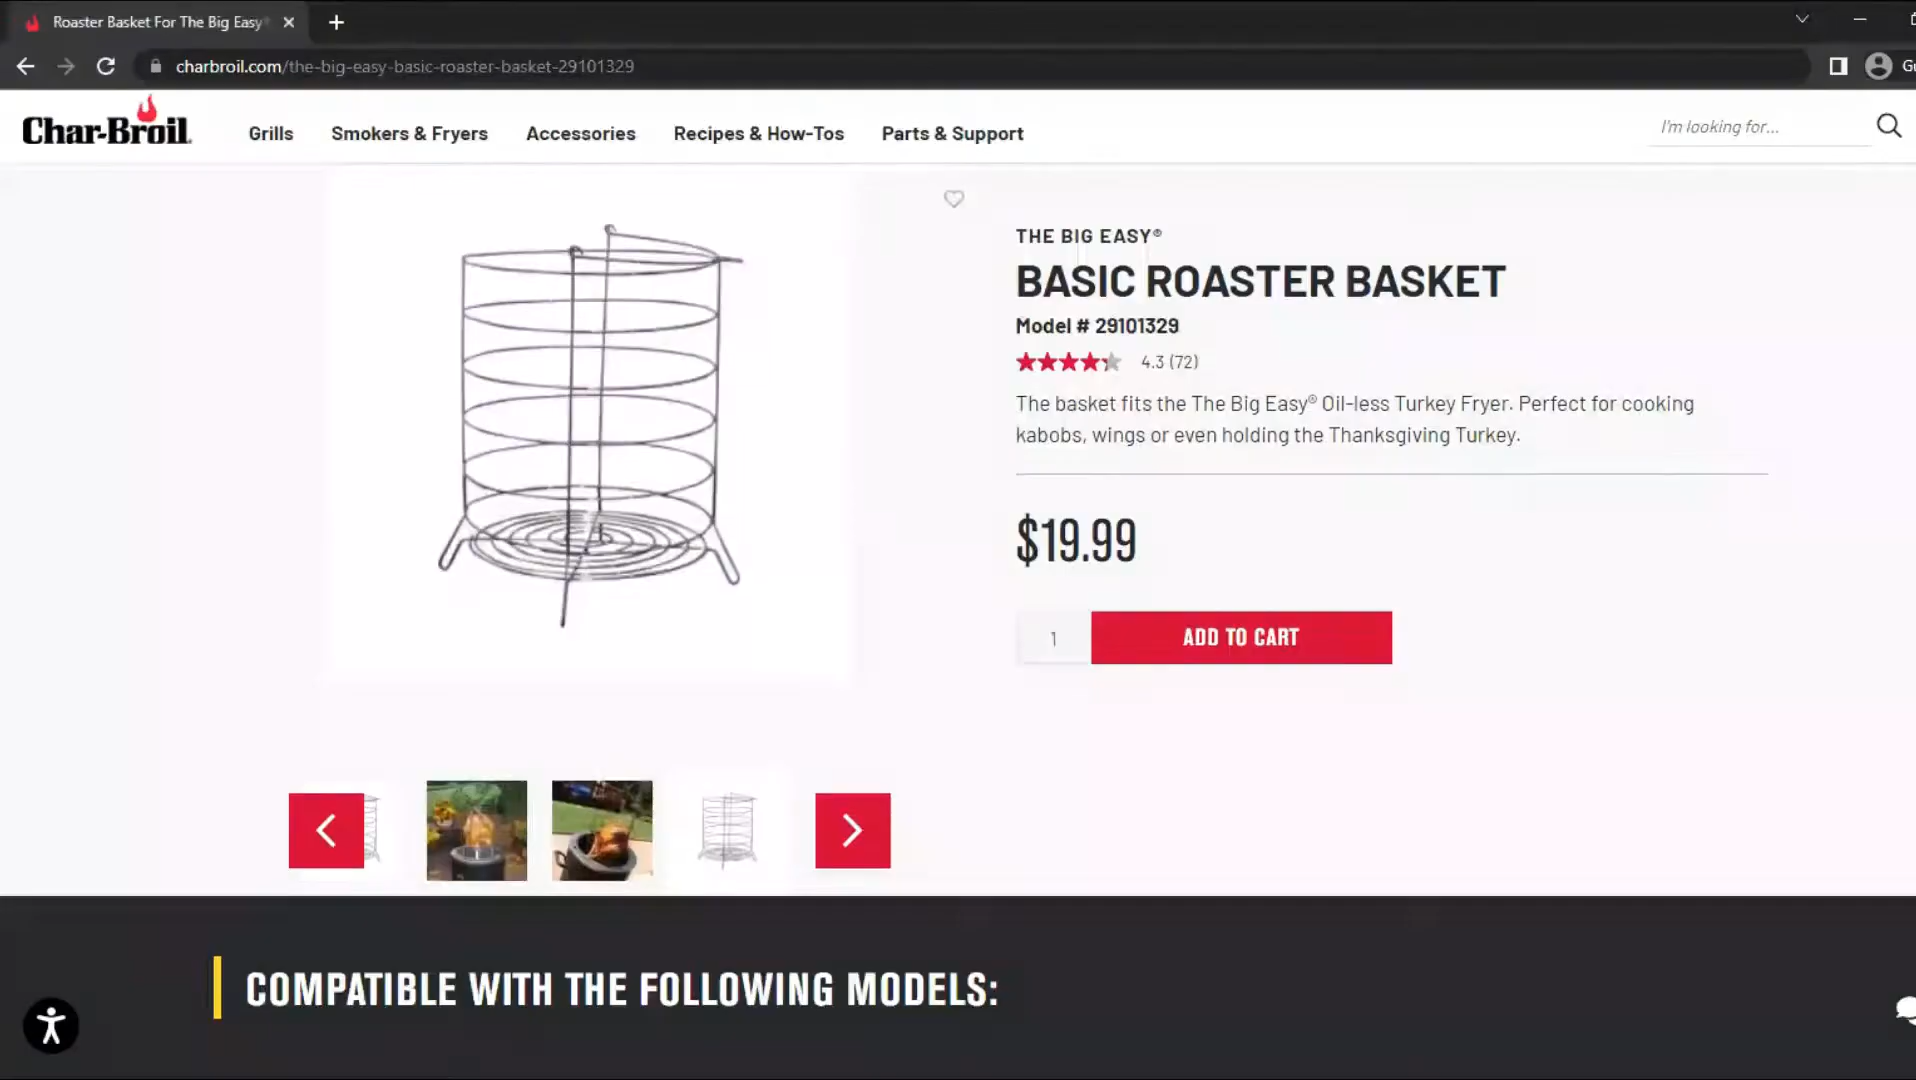 Roaster Basket For The Big Easy
charbroil.com/the-big-easy-basic-roaster-basket-29101329
Char-Broil
Grills
Smokers & Fryers
Accessories
Recipes & How-Tos
Parts & Support
I'm looking for...
THE BIG EASY®
BASIC ROASTER BASKET
Model # 29101329
4.3 (72)
The basket fits the The Big Easy® Oil-less Turkey Fryer. Perfect for cooking
kabobs, wings or even holding the Thanksgiving Turkey.
$19.99
1
ADD TO CART
COMPATIBLE WITH THE FOLLOWING MODELS: